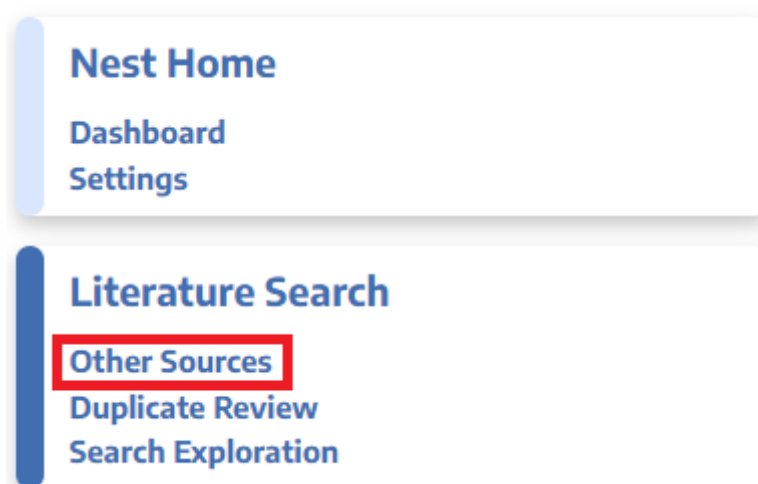 Nest Home
Dashboard
Settings
Literature Search
Other Sources
Duplicate Review
Search Exploration